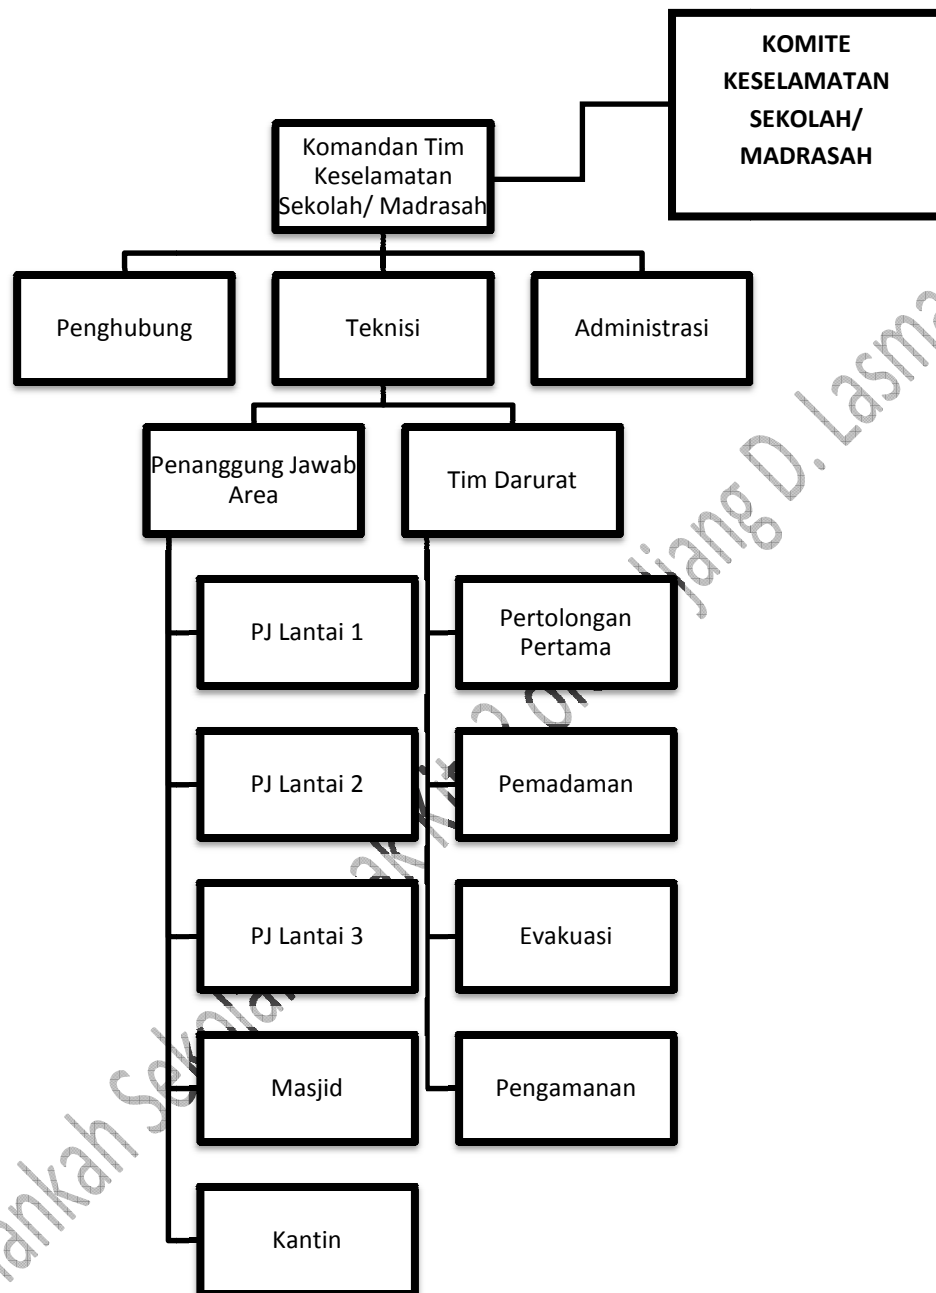 KOMITE
KESELAMATAN
SEKOLAH/
MADRASAH
Komandan Tim
Keselamatan
Sekolah/ Madrasah
Penghubung
Teknisi
Administrasi
Penanggung Jawab
Area
Tim Darurat
PJ Lantai 1
Pertolongan
Pertama
PJ Lantai 2
Pemadaman
PJ Lantai 3
Evakuasi
Masjid
Pengamanan
Kantin
D. Lasma